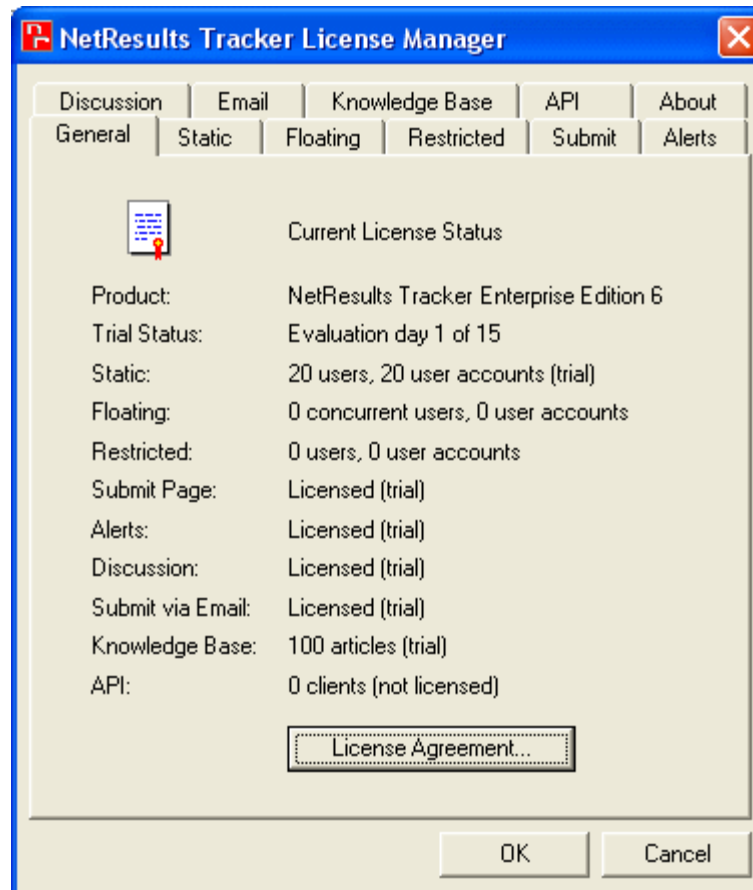 NetResults Tracker License Manager
Discussion Email Knowledge Base API About
General Static Floating Restricted Submit Alerts
Current License Status
Product: NetResults Tracker Enterprise Edition 6
Trial Status: Evaluation day 1 of 15
Static: 20 users, 20 user accounts (trial)
Floating: 0 concurrent users, 0 user accounts
Restricted: 0 users, 0 user accounts
Submit Page: Licensed (trial)
Alerts: Licensed (trial)
Discussion: Licensed (trial)
Submit via Email: Licensed (trial)
Knowledge Base: 100 articles (trial)
API: 0 clients (not licensed)
License Agreement...
OK Cancel